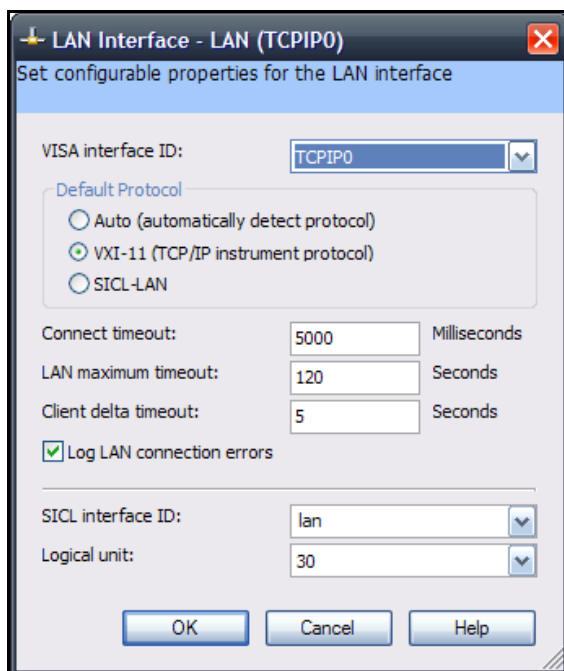 LAN Interface - LAN (TCPIP0)
Set configurable properties for the LAN interface
VISA interface ID: TCPIP0
Default Protocol
Auto (automatically detect protocol)
VXI-11 (TCP/IP instrument protocol)
SICL-LAN
Connect timeout: 5000 Milliseconds
LAN maximum timeout: 120 Seconds
Client delta timeout: 5 Seconds
Log LAN connection errors
SICL interface ID: lan
Logical unit: 30
OK Cancel Help